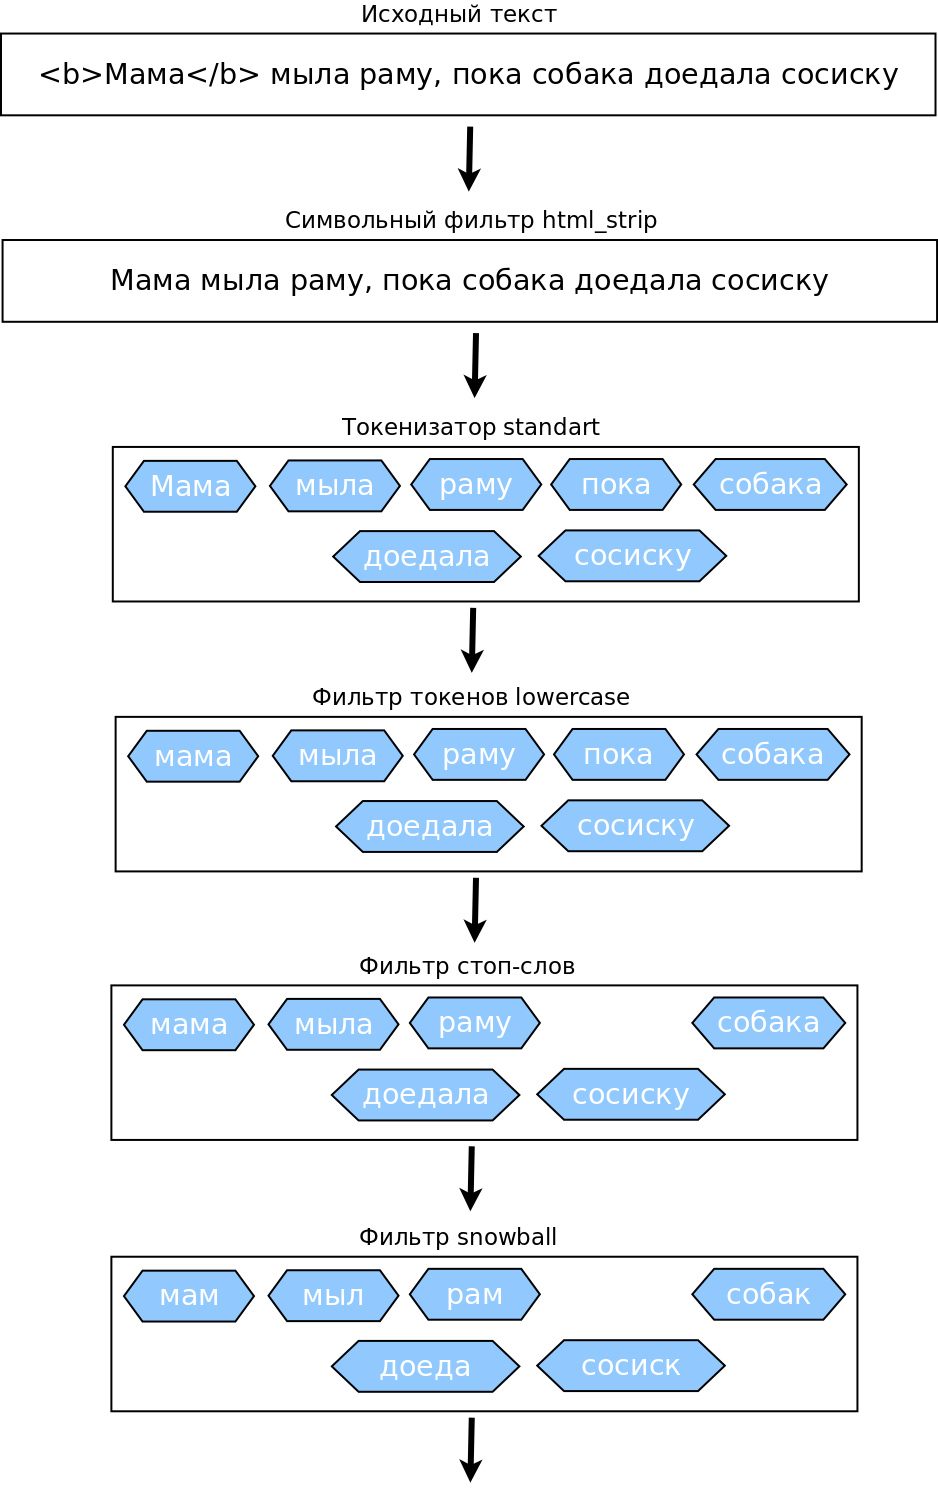 Исходный текст
<b>Мама</b> мыла раму, пока собака доедала сосиску
Символьный фильтр html_strip
Мама мыла раму, пока собака доедала сосиску
Токенизатор standart
Мама мыла раму пока собака
доедала сосиску
Фильтр токенов lowercase
мама мыла раму пока собака
доедала сосиску
Фильтр стоп-слов
мама мыла раму собака
доедала сосиску
Фильтр snowball
мам мыл рам собак
доеда сосиск